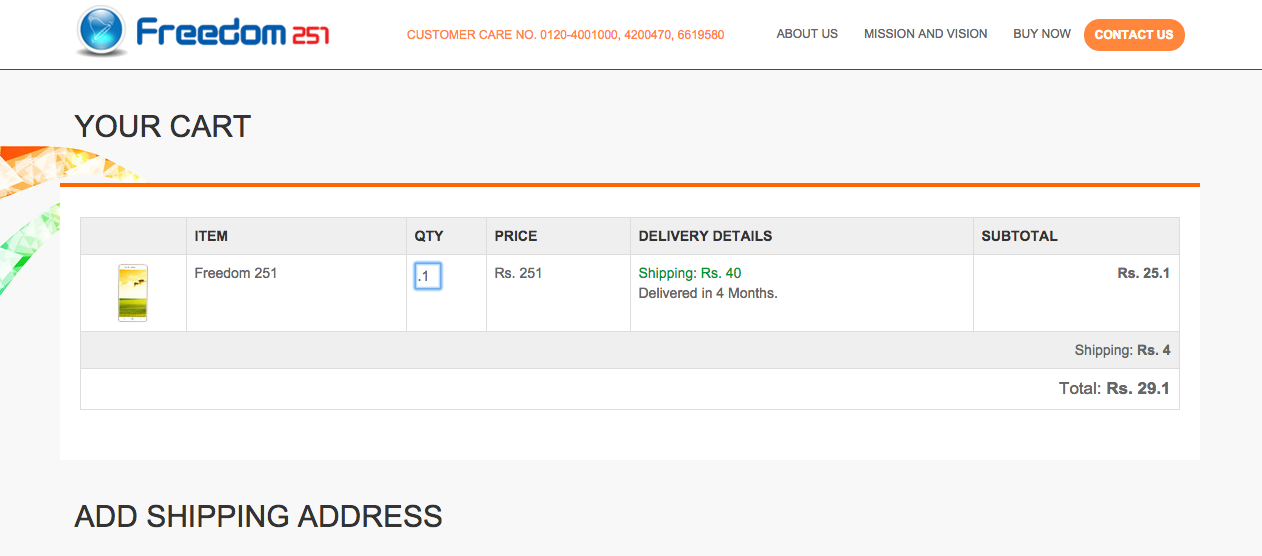 Freedom 251
CUSTOMER CARE NO. 0120-4001000, 4200470, 6619580
ABOUT US
MISSION AND VISION
BUY NOW
CONTACT US
YOUR CART
ITEM
QTY
PRICE
DELIVERY DETAILS
SUBTOTAL
Freedom 251
.1
Rs. 251
Shipping: Rs. 40
Delivered in 4 Months.
Rs. 25.1
Shipping: Rs. 4
Total: Rs. 29.1
ADD SHIPPING ADDRESS